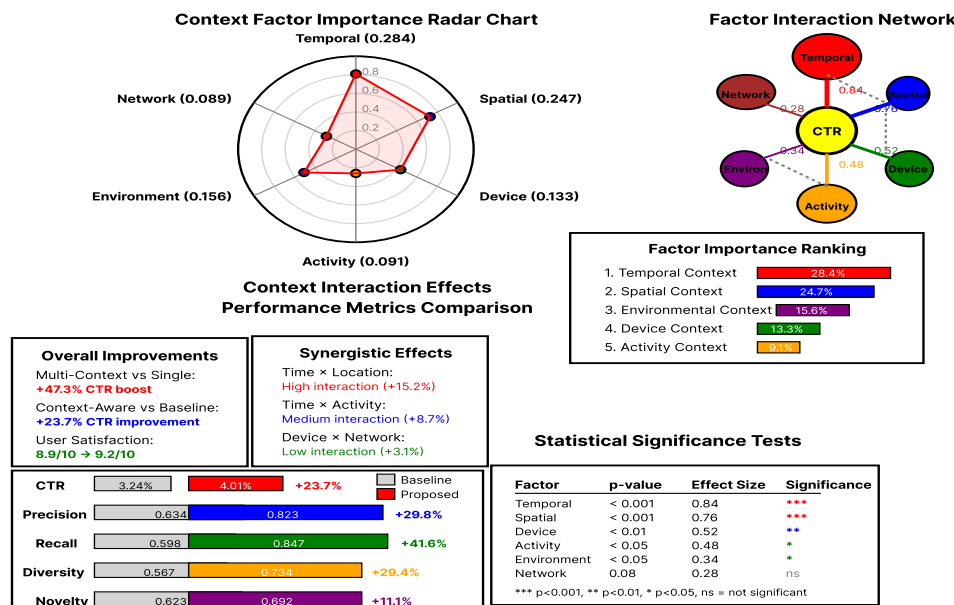 Context Factor Importance Radar Chart
Temporal (0.284)
0.8
0.6
0.4
0.2
Network (0.089)
Spatial (0.247)
Environment (0.156)
Device (0.133)
Activity (0.091)
Factor Interaction Network
Temporal
Network
Spatial
0.84
0.76
0.28
CTR
0.34
0.52
0.48
Environ
Device
Activity
Factor Importance Ranking
1. Temporal Context 28.4%
2. Spatial Context 24.7%
3. Environmental Context 15.6%
4. Device Context 13.3%
5. Activity Context 9.1%
Context Interaction Effects
Performance Metrics Comparison
Overall Improvements
Multi-Context vs Single:
+47.3% CTR boost
Context-Aware vs Baseline:
+23.7% CTR improvement
User Satisfaction:
8.9/10 → 9.2/10
Synergistic Effects
Time × Location:
High interaction (+15.2%)
Time × Activity:
Medium interaction (+8.7%)
Device × Network:
Low interaction (+3.1%)
Baseline
Proposed
CTR 3.24% 4.01% +23.7%
Precision 0.634 0.823 +29.8%
Recall 0.598 0.847 +41.6%
Diversity 0.567 0.734 +29.4%
Novelty 0.623 0.692 +11.1%
Statistical Significance Tests
Factor p-value Effect Size Significance
Temporal < 0.001 0.84 ***
Spatial < 0.001 0.76 ***
Device < 0.01 0.52 **
Activity < 0.05 0.48 *
Environment < 0.05 0.34 *
Network 0.08 0.28 ns
*** p<0.001, ** p<0.01, * p<0.05, ns = not significant